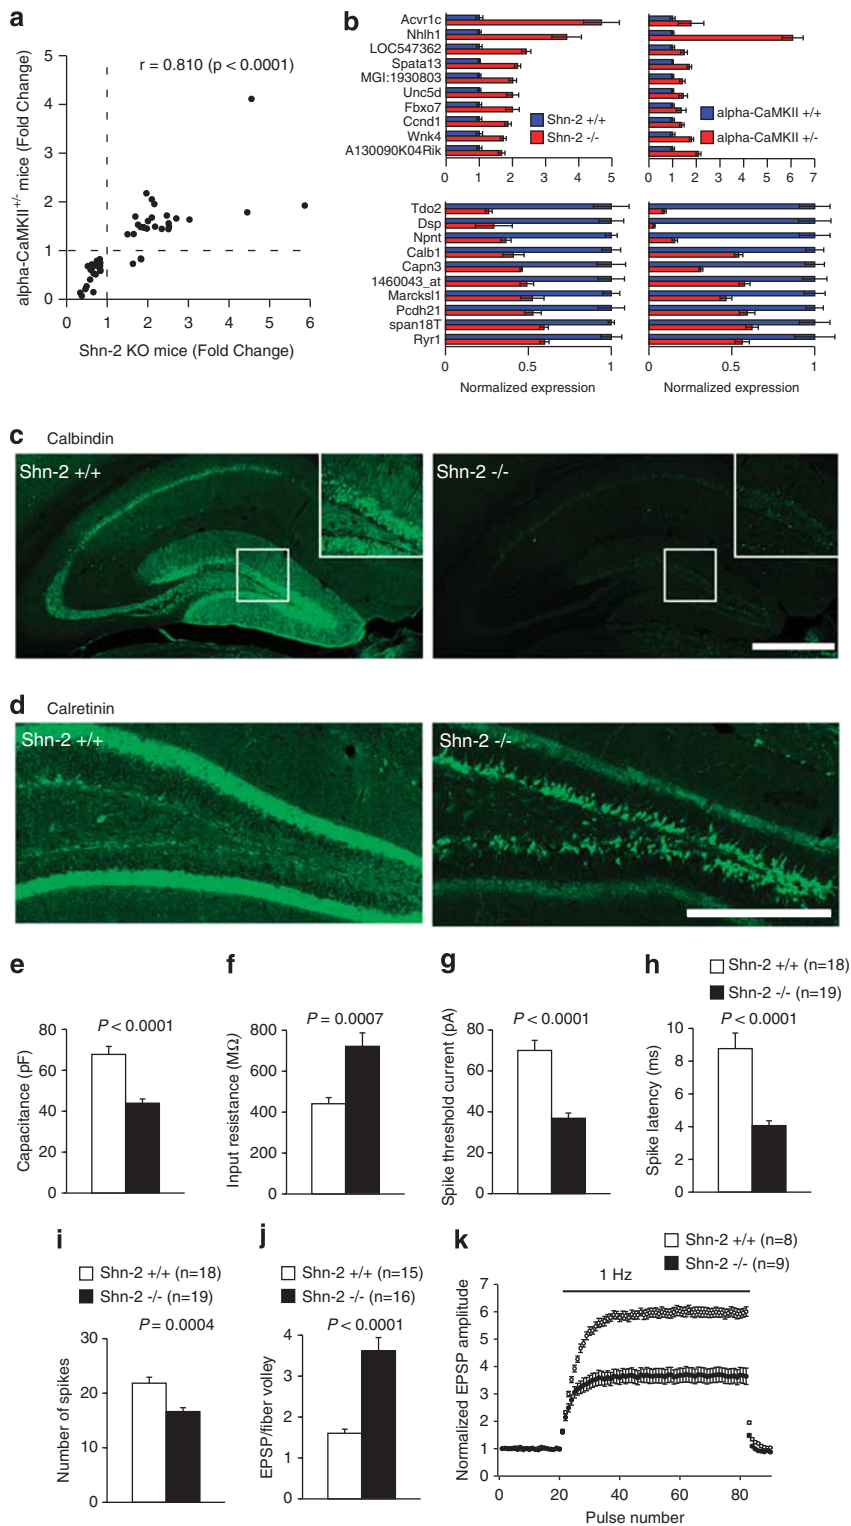 a
r = 0.810 (p < 0.0001)
alpha-CaMKII+/- mice (Fold Change)
5
4
3
2
1
0
0 1 2 3 4 5 6
Shn-2 KO mice (Fold Change)
b
Acvr1c
Nhlh1
LOC547362
Spata13
MGI:1930803
Unc5d
Fbxo7
Ccnd1
Wnk4
A130090K04Rik
Shn-2 +/+
Shn-2 -/-
0 1 2 3 4 5
alpha-CaMKII +/+
alpha-CaMKII +/-
0 1 2 3 4 5 6 7
Tdo2
Dsp
Npnt
Calb1
Capn3
1460043_at
Marcksl1
Pcdh21
span18T
Ryr1
0 0.5 1
Normalized expression
0 0.5 1
Normalized expression
c Calbindin
Shn-2 +/+
Shn-2 -/-
d Calretinin
Shn-2 +/+
Shn-2 -/-
e
P < 0.0001
Capacitance (pF)
80
60
40
20
0
f
P = 0.0007
Input resistance (MΩ)
800
600
400
200
0
g
P < 0.0001
Spike threshold current (pA)
80
60
40
20
0
h
Shn-2 +/+ (n=18)
Shn-2 -/- (n=19)
P < 0.0001
Spike latency (ms)
10
8
6
4
2
0
i
Shn-2 +/+ (n=18)
Shn-2 -/- (n=19)
P = 0.0004
Number of spikes
30
20
10
0
j
Shn-2 +/+ (n=15)
Shn-2 -/- (n=16)
P < 0.0001
EPSP/fiber volley
4
3
2
1
0
k
Shn-2 +/+ (n=8)
Shn-2 -/- (n=9)
1 Hz
Normalized EPSP amplitude
7
6
5
4
3
2
1
0
0 20 40 60 80
Pulse number